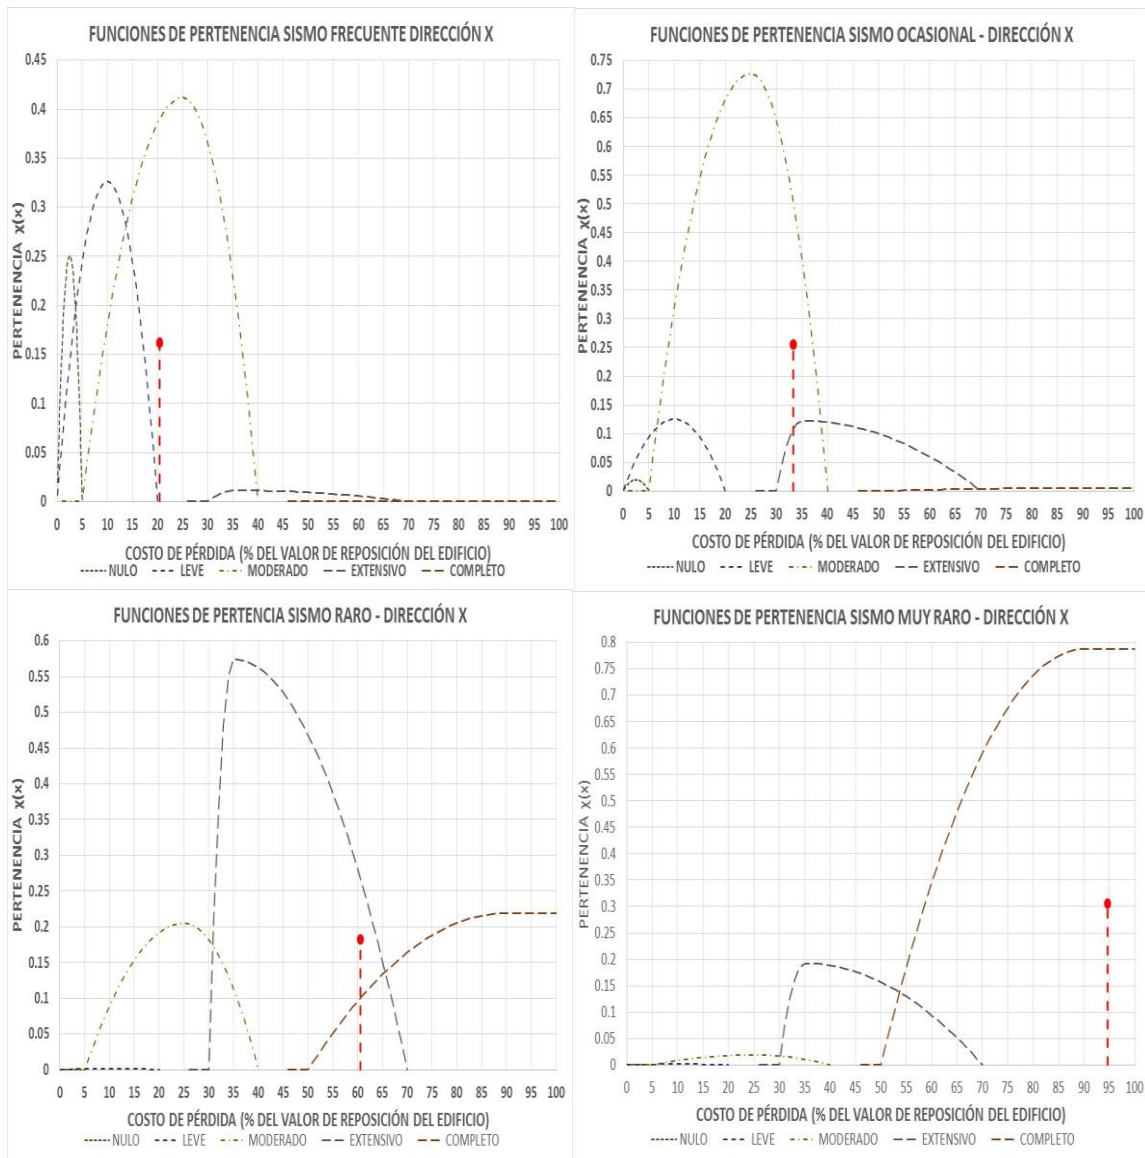 FUNCIONES DE PERTENENCIA SISMO FRECUENTE DIRECCIÓN X
0.45
0.4
0.35
0.3
0.25
0.2
0.15
0.1
0.05
0
PERTENENCIA χ(×)
0 5 10 15 20 25 30 35 40 45 50 55 60 65 70 75 80 85 90 95 100
COSTO DE PÉRDIDA (% DEL VALOR DE REPOSICIÓN DEL EDIFICIO)
NULO LEVE MODERADO EXTENSIVO COMPLETO
FUNCIONES DE PERTENENCIA SISMO OCASIONAL - DIRECCIÓN X
0.75
0.7
0.65
0.6
0.55
0.5
0.45
0.4
0.35
0.3
0.25
0.2
0.15
0.1
0.05
0
PERTENENCIA χ(×)
0 5 10 15 20 25 30 35 40 45 50 55 60 65 70 75 80 85 90 95 100
COSTO DE PÉRDIDA (% DEL VALOR DE REPOSICIÓN DEL EDIFICIO)
NULO LEVE MODERADO EXTENSIVO COMPLETO
FUNCIONES DE PERTENCIA SISMO RARO - DIRECCIÓN X
0.6
0.55
0.5
0.45
0.4
0.35
0.3
0.25
0.2
0.15
0.1
0.05
0
PERTENENCIA χ(×)
0 5 10 15 20 25 30 35 40 45 50 55 60 65 70 75 80 85 90 95 100
COSTO DE PÉRDIDA (% DEL VALOR DE REPOSICIÓN DEL EDIFICIO)
NULO LEVE MODERADO EXTENSIVO COMPLETO
FUNCIONES DE PERTENENCIA SISMO MUY RARO - DIRECCIÓN X
0.8
0.75
0.7
0.65
0.6
0.55
0.5
0.45
0.4
0.35
0.3
0.25
0.2
0.15
0.1
0.05
0
PERTENENCIA χ(×)
0 5 10 15 20 25 30 35 40 45 50 55 60 65 70 75 80 85 90 95 100
COSTO DE PÉRDIDA (% DEL VALOR DE REPOSICIÓN DEL EDIFICIO)
NULO LEVE MODERADO EXTENSIVO COMPLETO